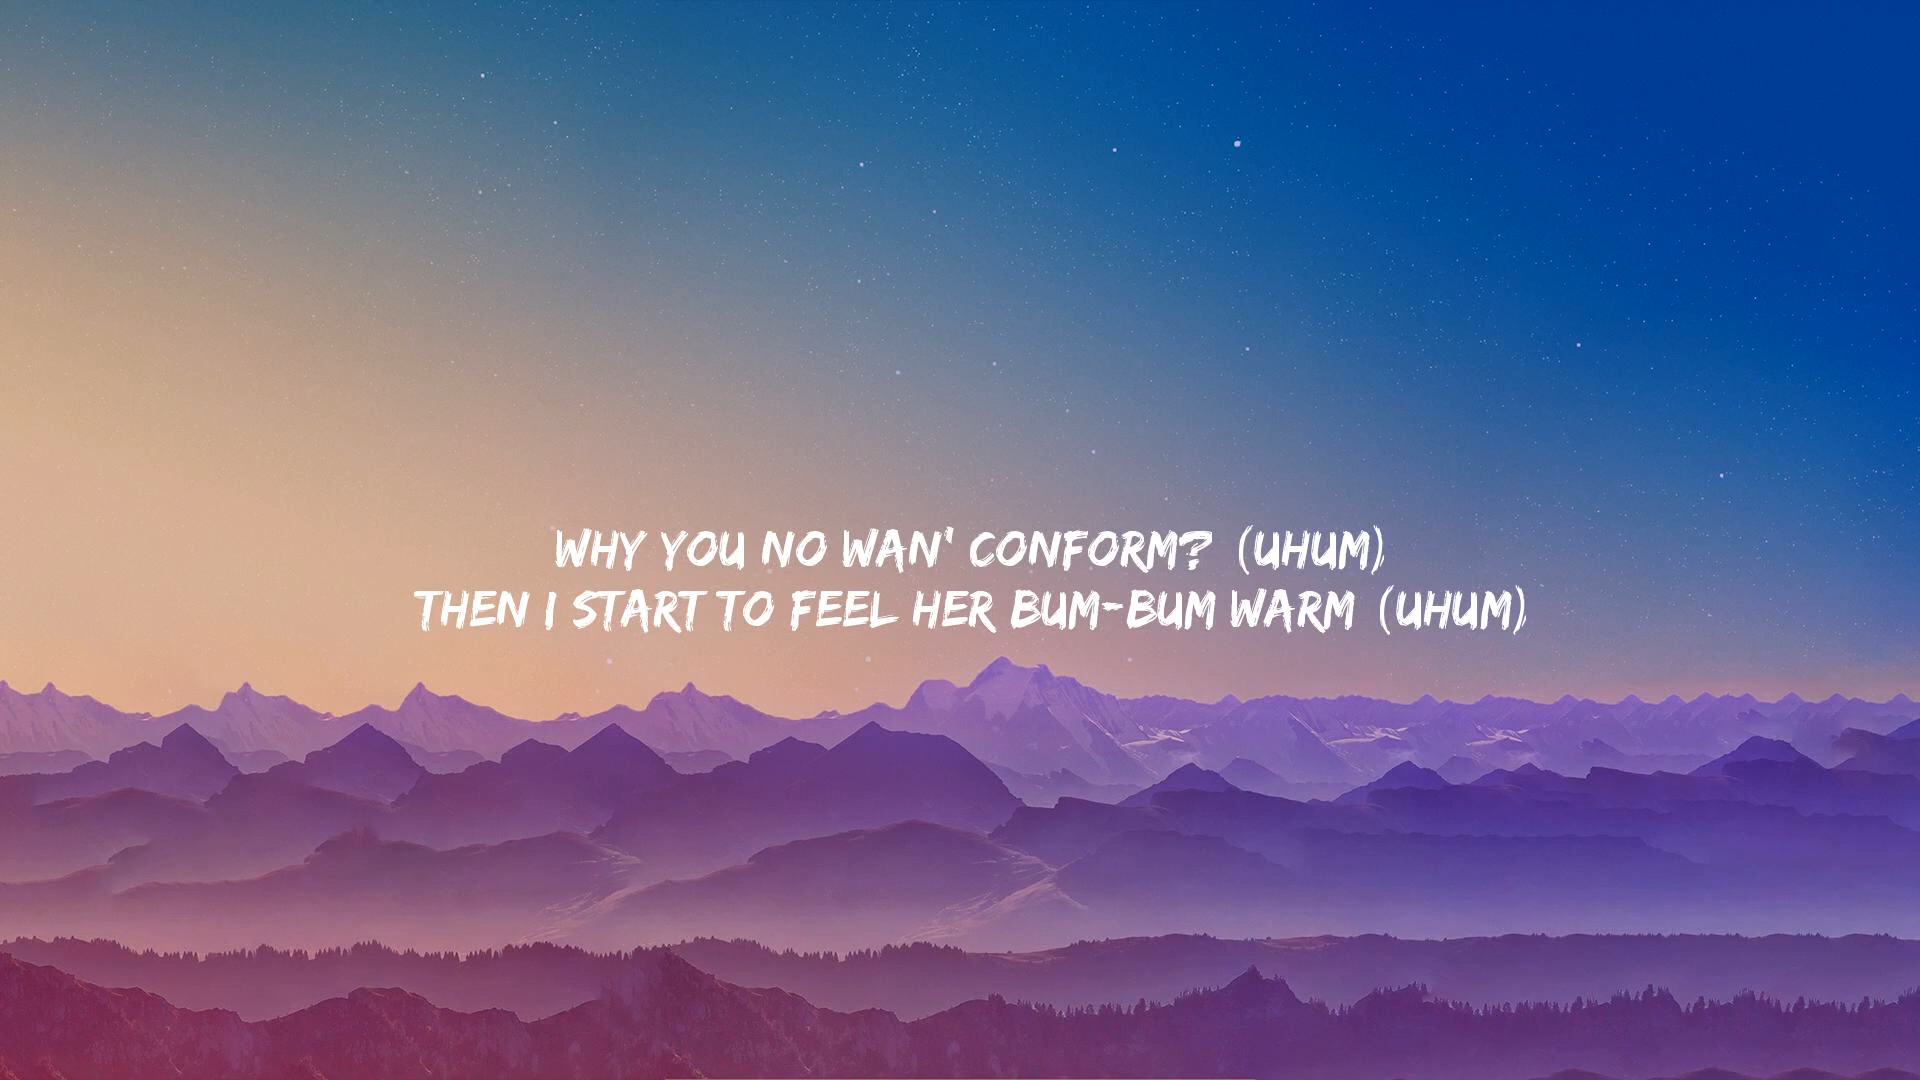 WHY YOU NO WAN' CONFORM? (UHUM)
THEN I START TO FEEL HER BUM-BUM WARM (UHUM)